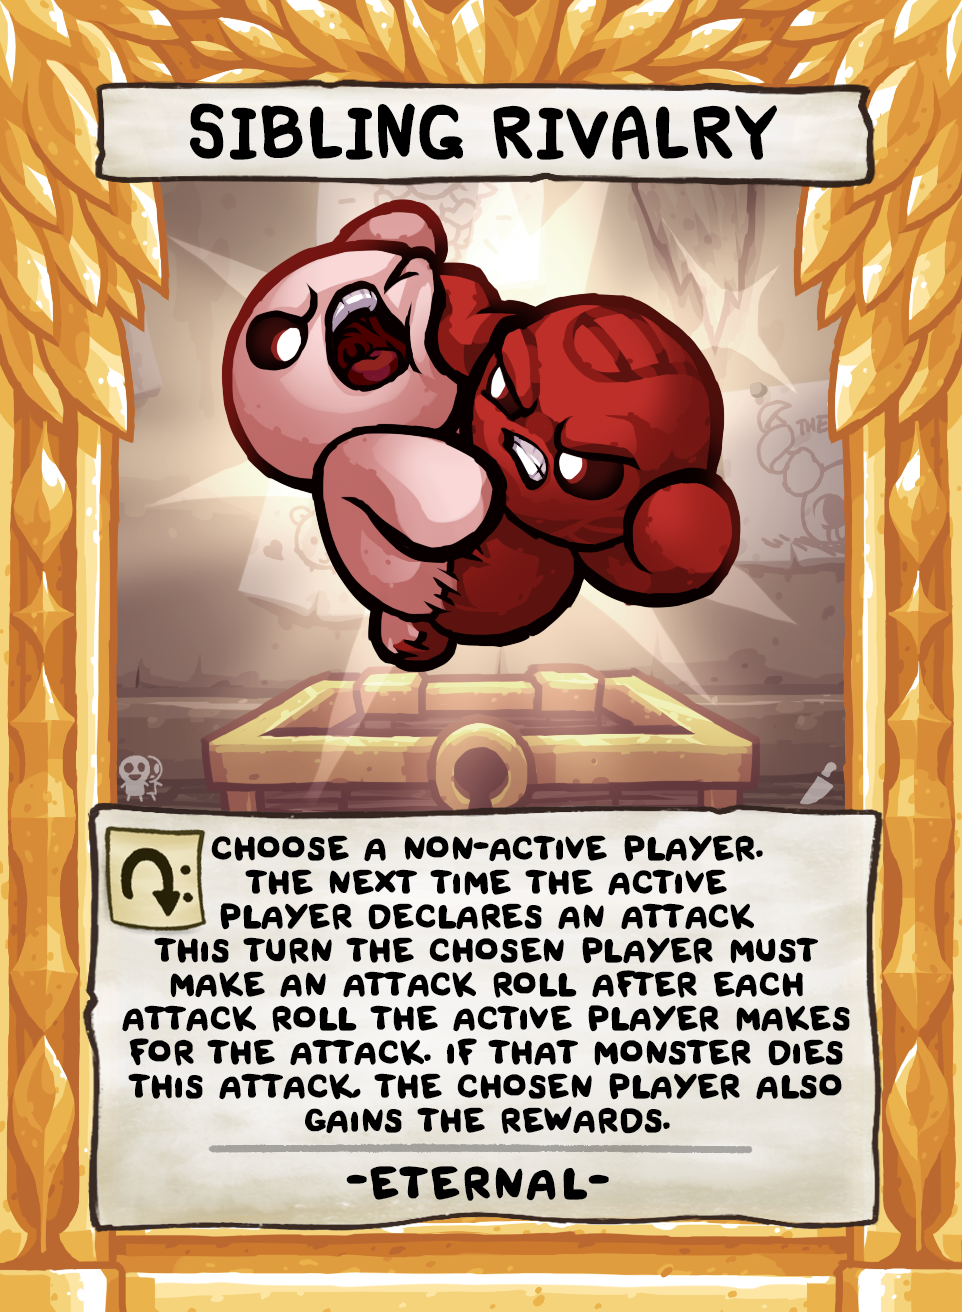 SIBLING RIVALRY
THE
CHOOSE A NON-ACTIVE PLAYER.
THE NEXT TIME THE ACTIVE
PLAYER DECLARES AN ATTACK
THIS TURN THE CHOSEN PLAYER MUST
MAKE AN ATTACK ROLL AFTER EACH
ATTACK ROLL THE ACTIVE PLAYER MAKES
FOR THE ATTACK. IF THAT MONSTER DIES
THIS ATTACK, THE CHOSEN PLAYER ALSO
GAINS THE REWARDS.
-ETERNAL-